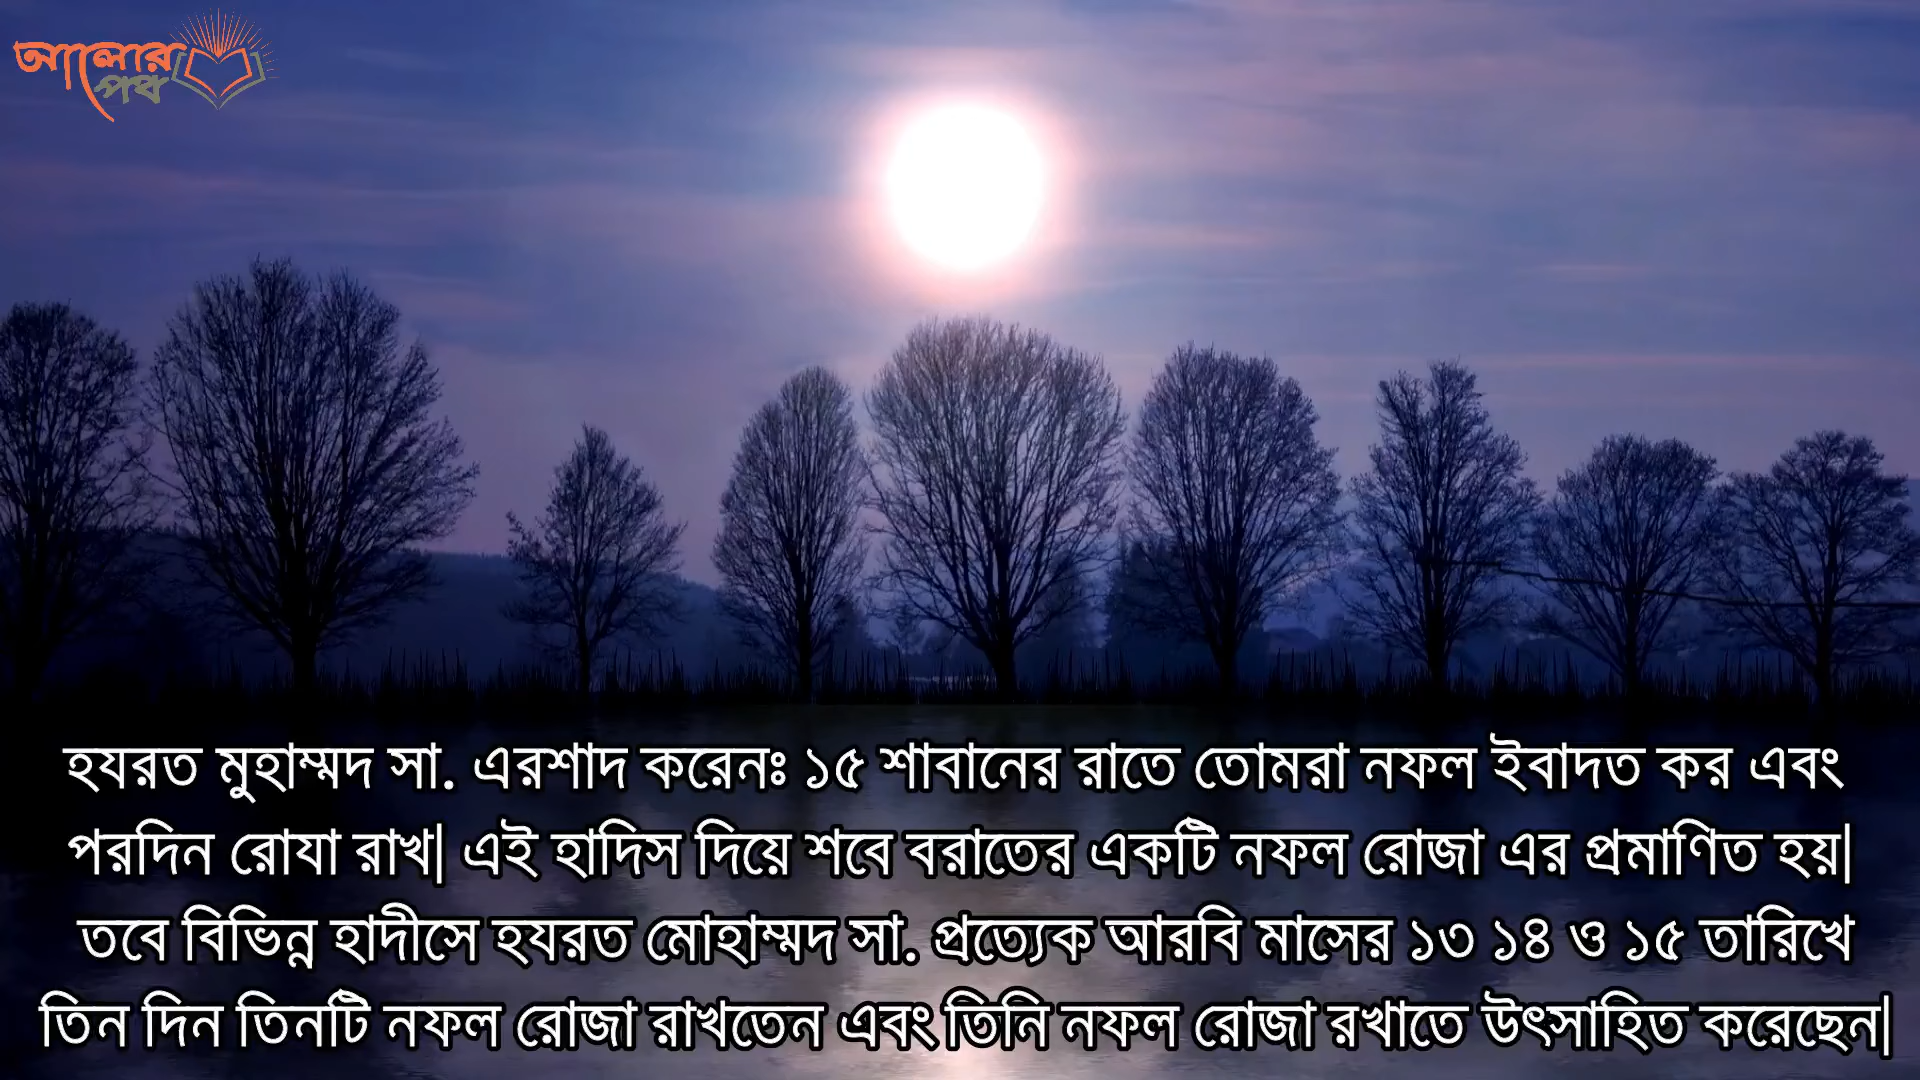 আলোর
পথ
হযরত মুহাম্মদ সা. এরশাদ করেনঃ ১৫ শাবানের রাতে তোমরা নফল ইবাদত কর এবং
পরদিন রোযা রাখ| এই হাদিস দিয়ে শবে বরাতের একটি নফল রোজা এর প্রমাণিত হয়|
তবে বিভিন্ন হাদীসে হযরত মোহাম্মদ সা. প্রত্যেক আরবি মাসের ১৩ ১৪ ও ১৫ তারিখে
তিন দিন তিনটি নফল রোজা রাখতেন এবং তিনি নফল রোজা রখাতে উৎসাহিত করেছেন|